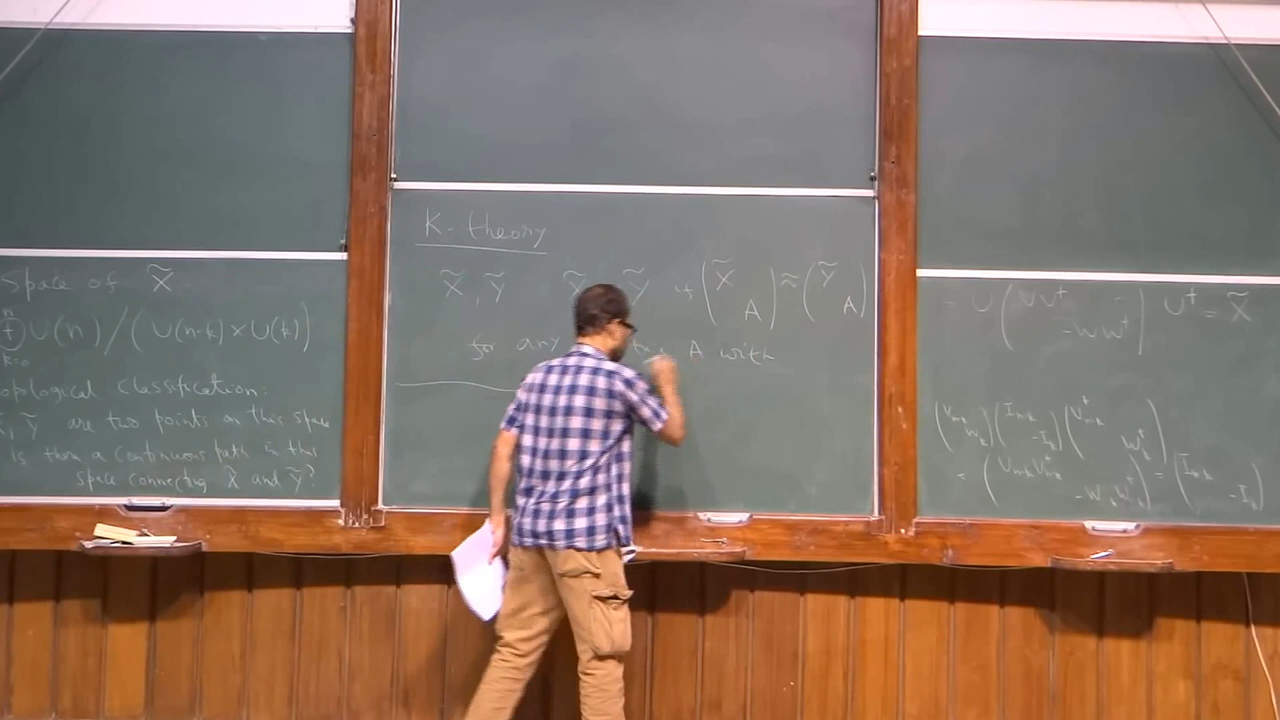 Space of X̃
n ⊕ k=0 U(n) / (U(n-k) × U(k))
opological classification:
X̃, Ỹ are two points on this space
is there a continuous path in this
space connecting X̃ and Ỹ?
K-theory
X̃, Ỹ X̃ Ỹ if (X̃ A) ≈ (Ỹ A)
for any A with
U ( VV† -WW† ) U† = X̃
(V_{n-k} W_k) (I_{n-k} -I_k) (V†_{n-k} W†_k)
= (V_{n-k}V†_{n-k} -W_kW†_k) = (I_{n-k} -I_k)